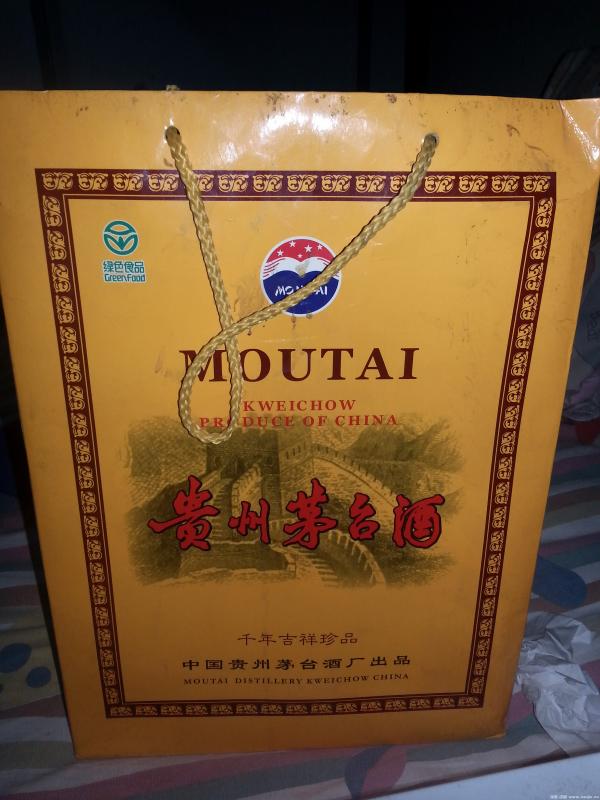 绿色食品
GreenFood
MOUTAI
MOUTAI
KWEICHOW
PRODUCE OF CHINA
贵州茅台酒
千年吉祥珍品
中国贵州茅台酒厂出品
MOUTAI DISTILLERY KWEICHOW CHINA